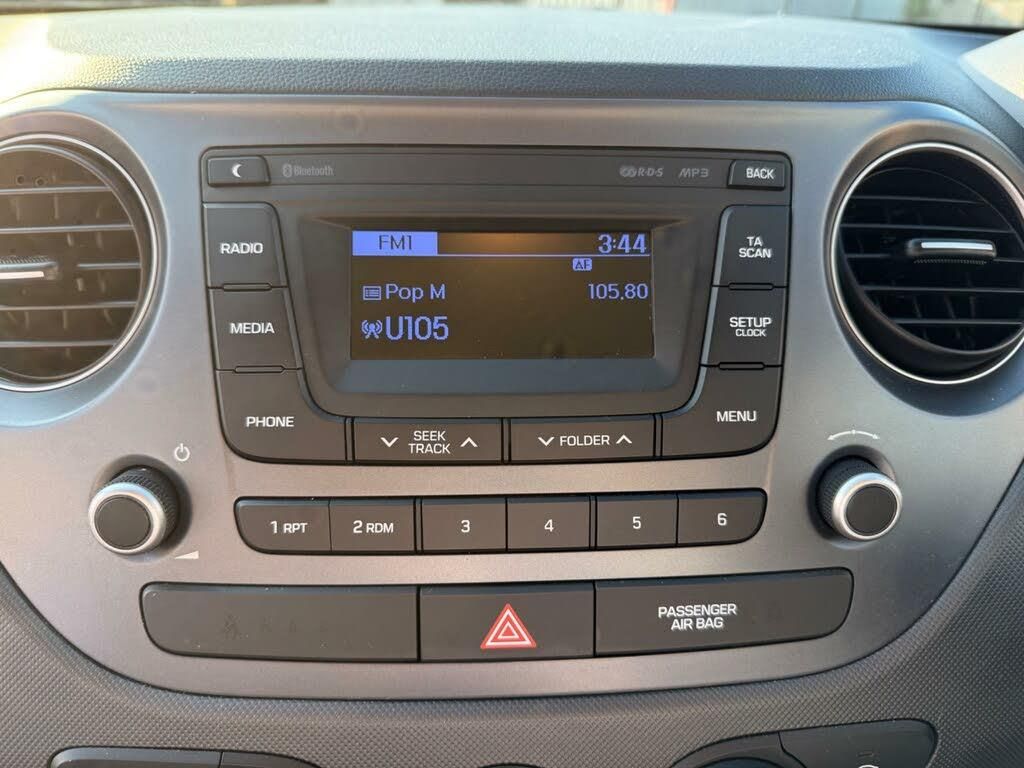 Bluetooth
R·D·S
MP3
BACK
RADIO
FM1
3:44
AF
TA
SCAN
MEDIA
Pop M
105.80
U105
SETUP
CLOCK
PHONE
SEEK
TRACK
FOLDER
MENU
1 RPT
2 RDM
3
4
5
6
PASSENGER
AIR BAG